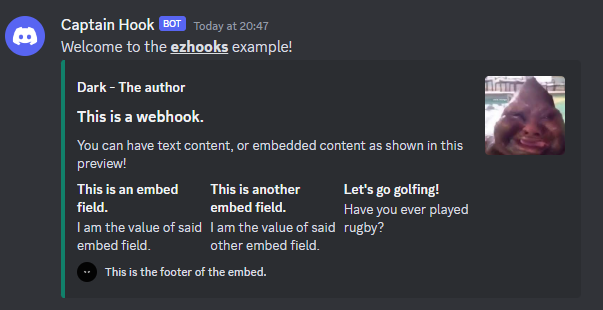 Captain Hook BOT Today at 20:47
Welcome to the ezhooks example!
Dark - The author
This is a webhook.
You can have text content, or embedded content as shown in this
preview!
This is an embed
field.
I am the value of said
embed field.
This is another
embed field.
I am the value of said
other embed field.
Let's go golfing!
Have you ever played
rugby?
This is the footer of the embed.